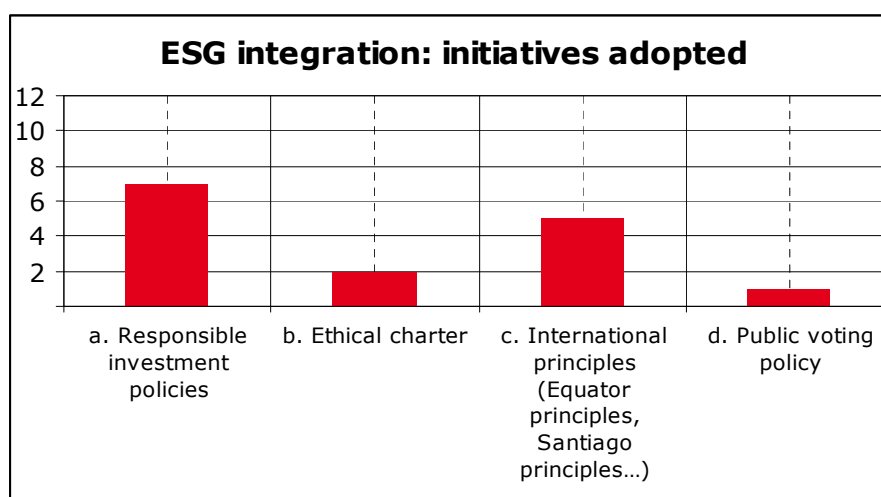 ESG integration: initiatives adopted
12
10
8
6
4
2
a. Responsible
investment
policies
b. Ethical charter
c. International
principles
(Equator
principles,
Santiago
principles…)
d. Public voting
policy